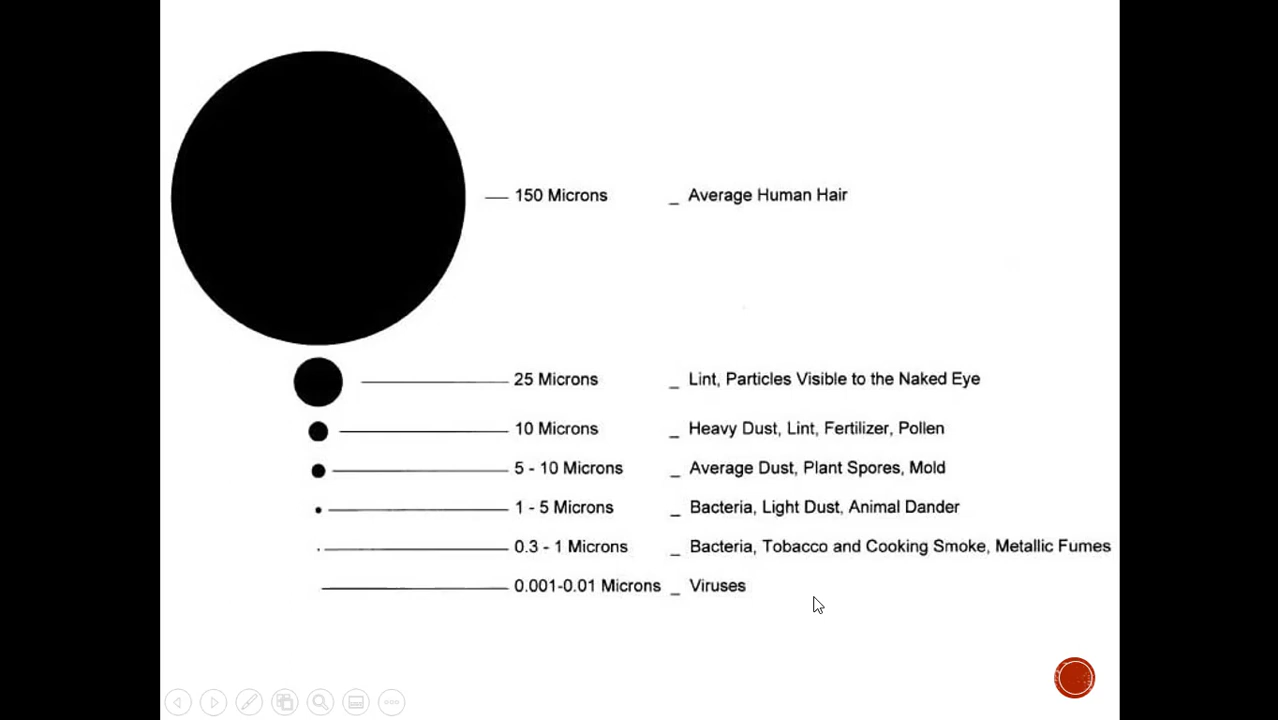 150 Microns _ Average Human Hair
25 Microns _ Lint, Particles Visible to the Naked Eye
10 Microns _ Heavy Dust, Lint, Fertilizer, Pollen
5 - 10 Microns _ Average Dust, Plant Spores, Mold
1 - 5 Microns _ Bacteria, Light Dust, Animal Dander
0.3 - 1 Microns _ Bacteria, Tobacco and Cooking Smoke, Metallic Fumes
0.001-0.01 Microns _ Viruses